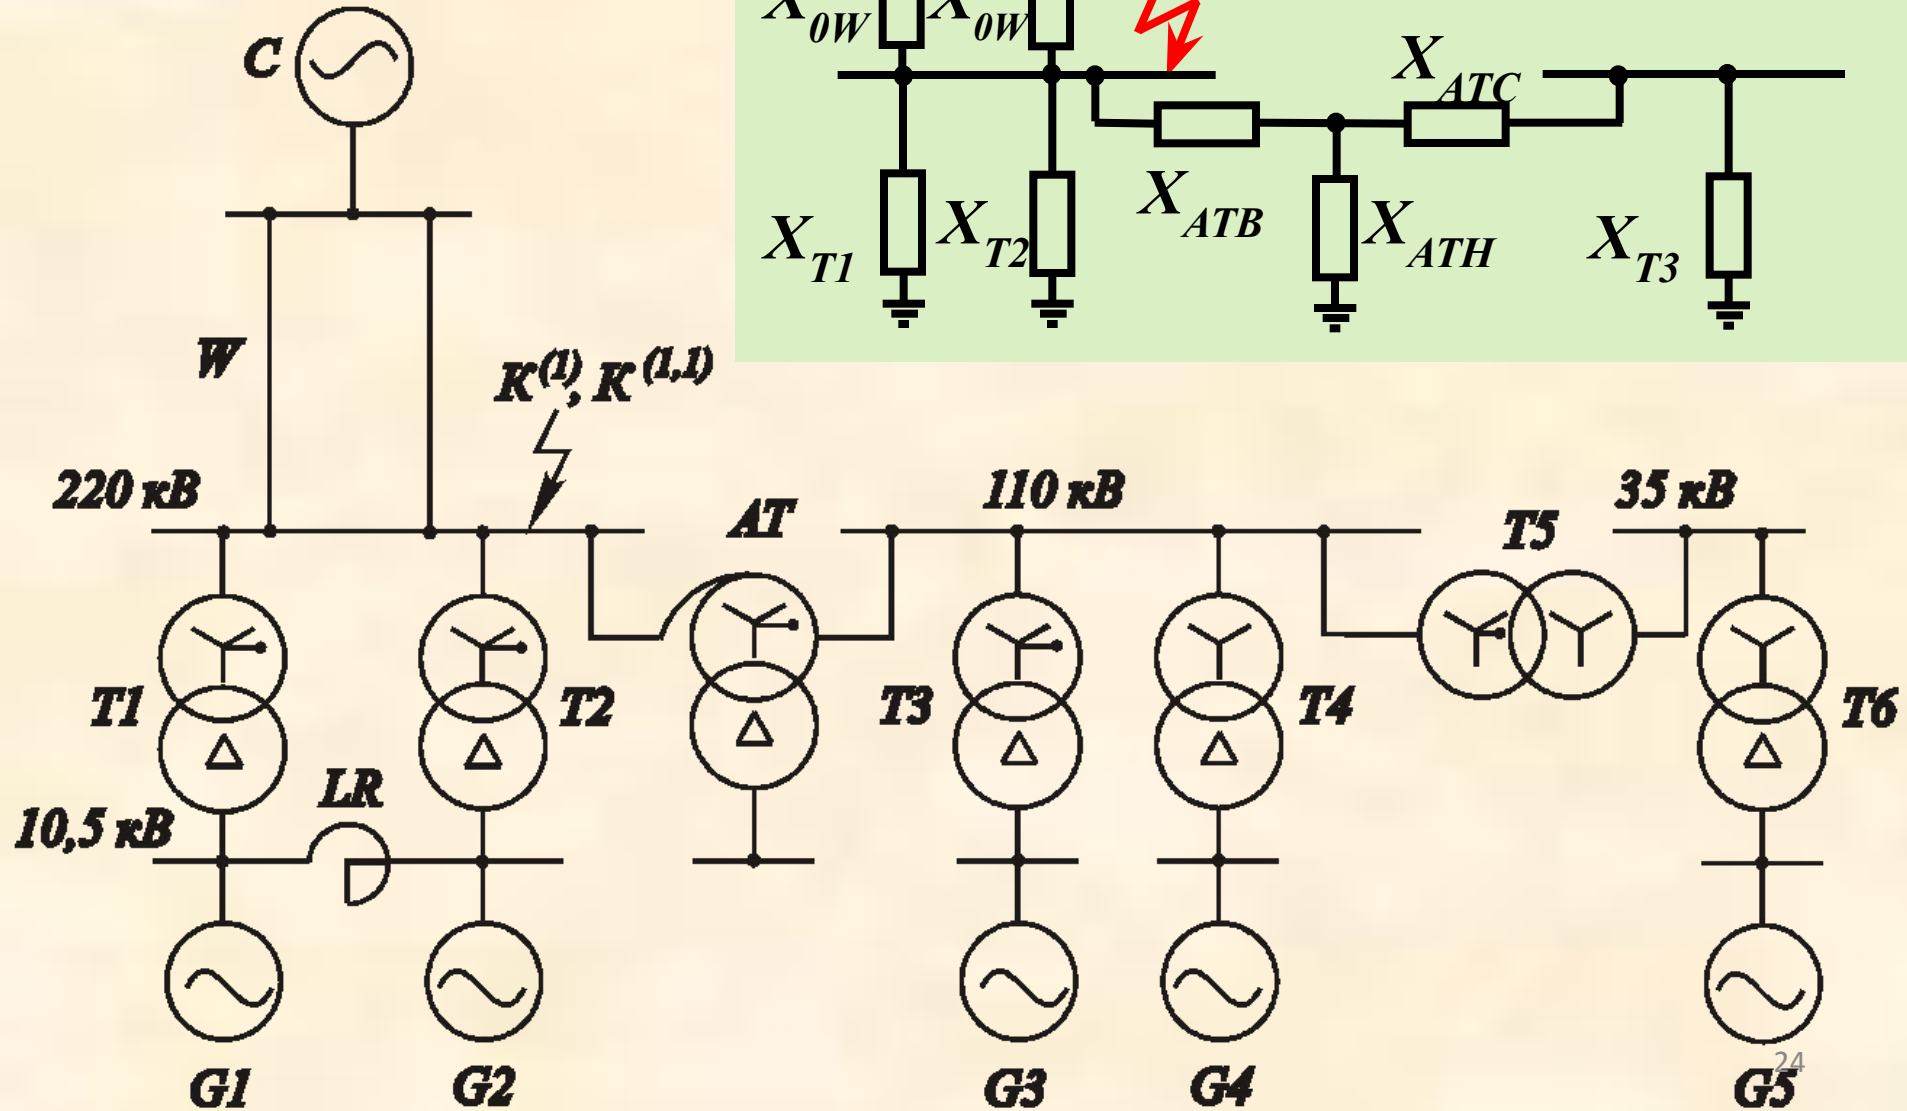 X0W X0W
C
XATC
XATB
XT1 XT2 XATH XT3
W
K(1), K(1,1)
220 кВ
AT
110 кВ
T5
35 кВ
T1
T2
T3
T4
T6
LR
10,5 кВ
24
G1
G2
G3
G4
G5